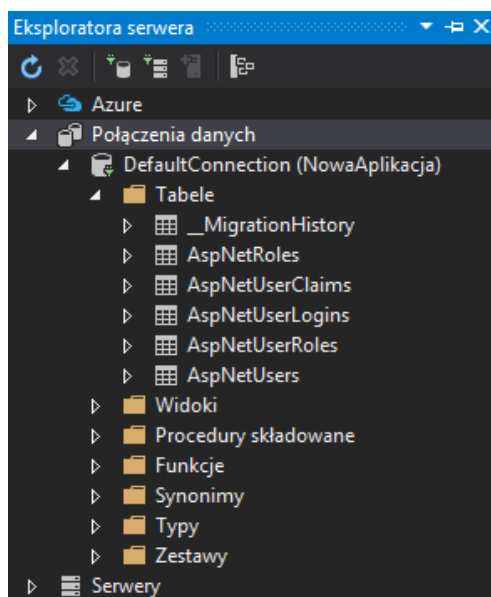 Eksploratora serwera
Azure
Połączenia danych
DefaultConnection (NowaAplikacja)
Tabele
__MigrationHistory
AspNetRoles
AspNetUserClaims
AspNetUserLogins
AspNetUserRoles
AspNetUsers
Widoki
Procedury składowane
Funkcje
Synonimy
Typy
Zestawy
Serwery